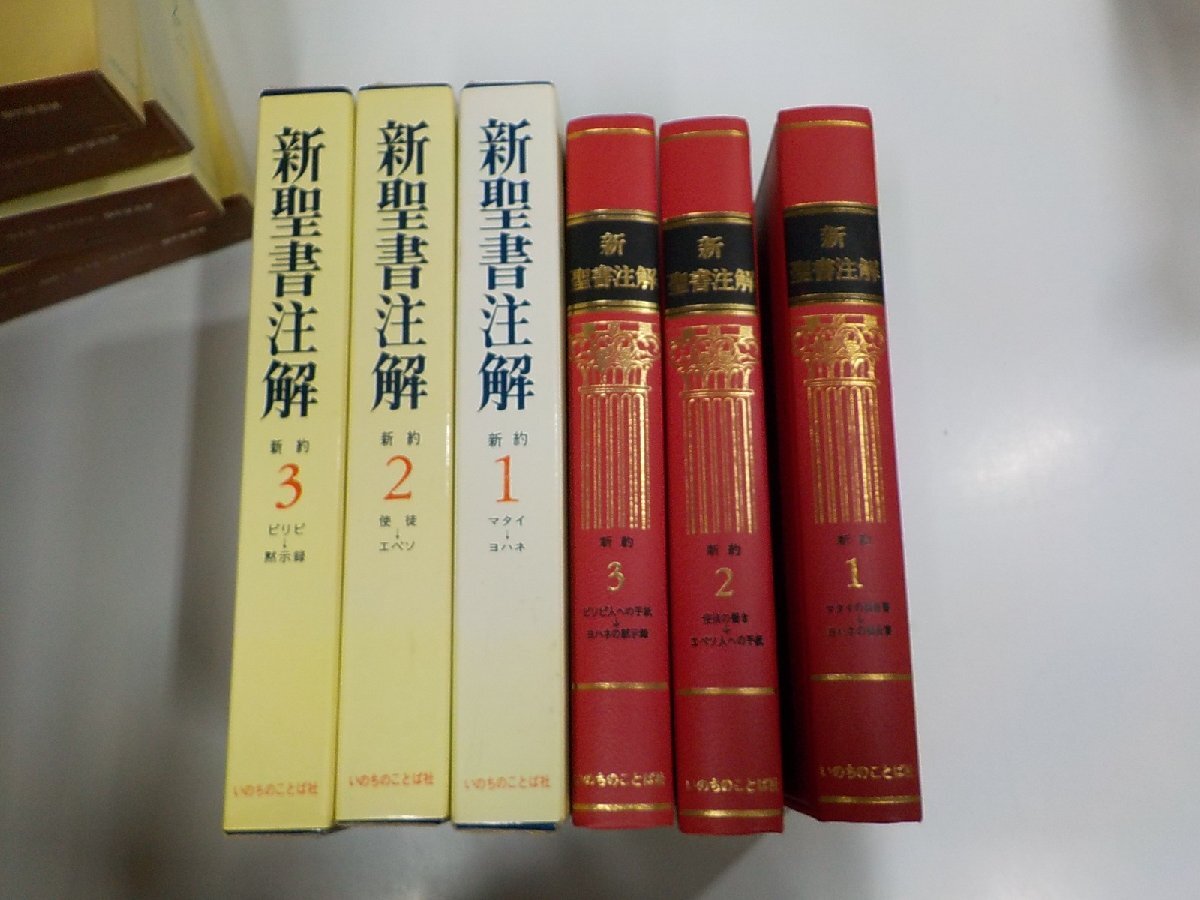 新聖書注解
新約
3
ピリピ
↓
黙示録
いのちのことば社
新聖書注解
新約
2
使徒
↓
エペソ
いのちのことば社
新聖書注解
新約
1
マタイ
↓
ヨハネ
いのちのことば社
新
聖書注解
新約
3
ピリピ人への手紙
↓
ヨハネの黙示録
いのちのことば社
新
聖書注解
新約
2
使徒の働き
↓
エペソ人への手紙
いのちのことば社
新
聖書注解
新約
1
マタイの福音書
↓
ヨハネの福音書
いのちのことば社